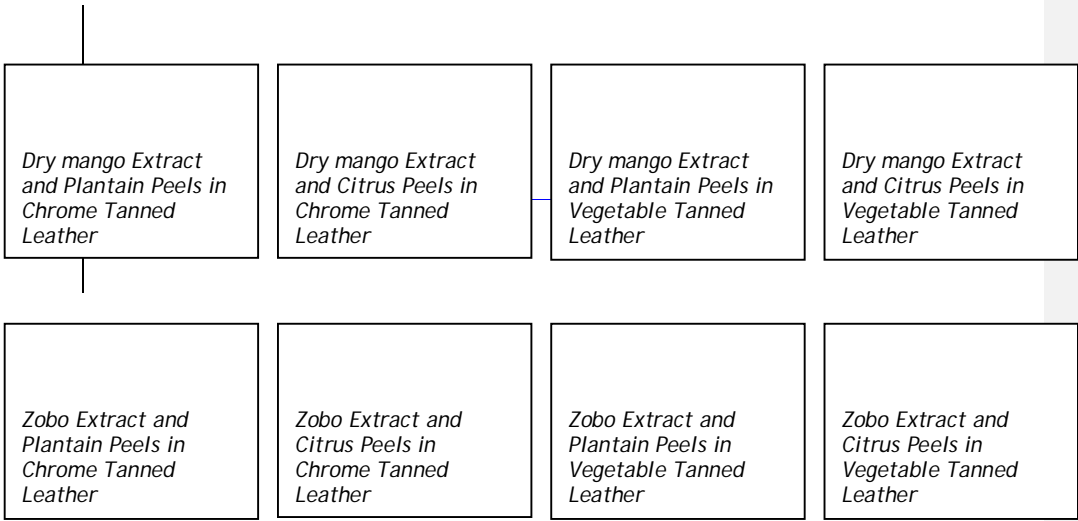 Dry mango Extract
and Plantain Peels in
Chrome Tanned
Leather
Dry mango Extract
and Citrus Peels in
Chrome Tanned
Leather
Dry mango Extract
and Plantain Peels in
Vegetable Tanned
Leather
Dry mango Extract
and Citrus Peels in
Vegetable Tanned
Leather
Zobo Extract and
Plantain Peels in
Chrome Tanned
Leather
Zobo Extract and
Citrus Peels in
Chrome Tanned
Leather
Zobo Extract and
Plantain Peels in
Vegetable Tanned
Leather
Zobo Extract and
Citrus Peels in
Vegetable Tanned
Leather